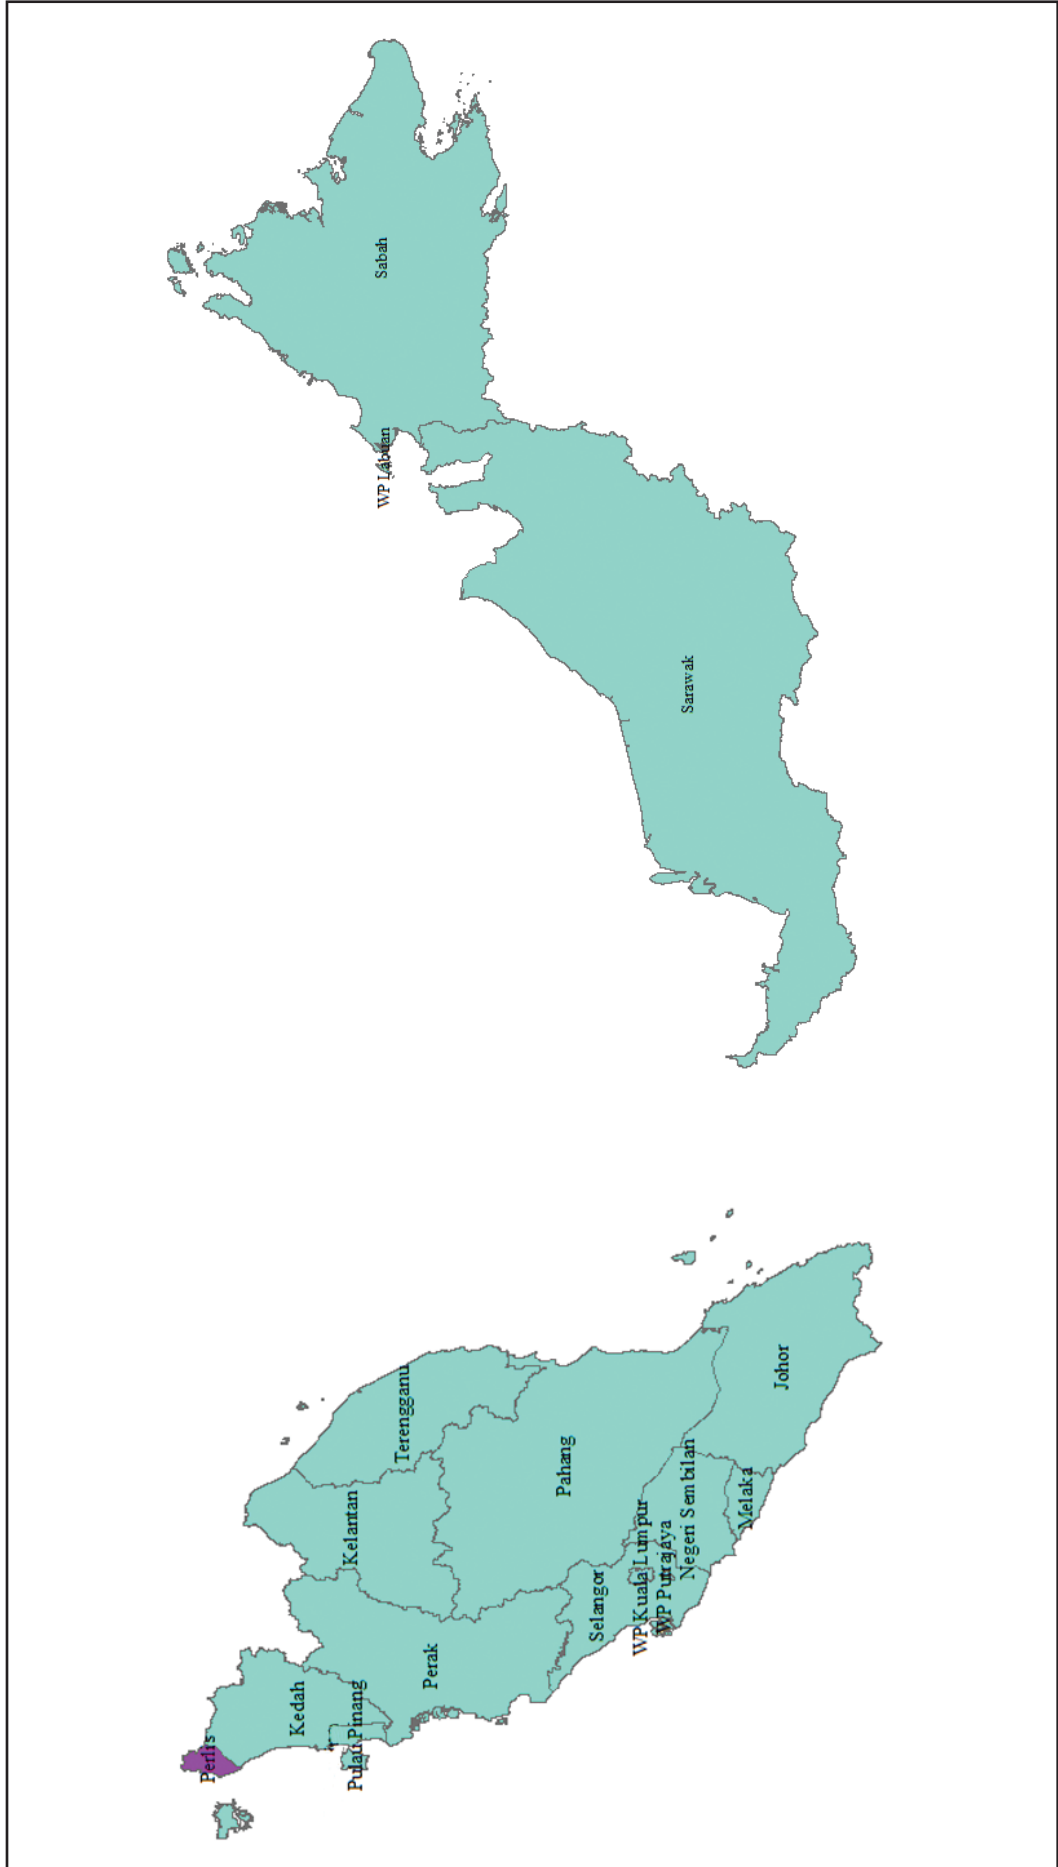 Perlis
Kedah
Pulau Pinang
Perak
Kelantan
Terengganu
Pahang
Selangor
WP Kuala Lumpur
WP Putrajaya
Negeri Sembilan
Melaka
Johor
Sarawak
WP Labuan
Sabah